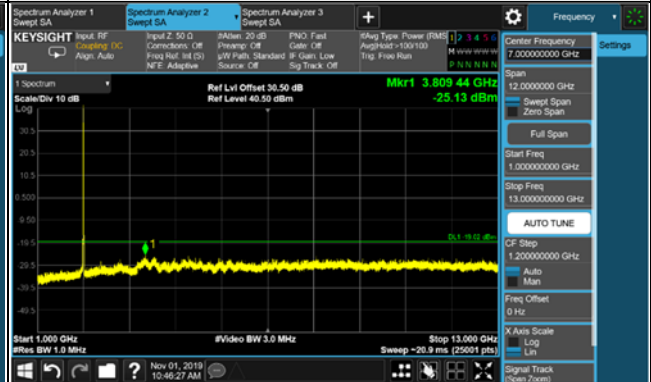 Spectrum Analyzer 1
Swept SA
Spectrum Analyzer 2
Swept SA
Spectrum Analyzer 3
Swept SA
+
Frequency
KEYSIGHT
Input: RF
Coupling: DC
Align: Auto
Input Z: 50 Ω
Corrections: Off
Freq Ref: Int (S)
NFE: Adaptive
#Atten: 20 dB
Preamp: Off
µW Path: Standard
Source: Off
PNO: Fast
Gate: Off
IF Gain: Low
Sig Track: Off
#Avg Type: Power (RMS
Avg|Hold:>100/100
Trig: Free Run
1 2 3 4 5 6
M W W W W W
P N N N N N
1 Spectrum
Scale/Div 10 dB
Log
Ref Lvl Offset 30.50 dB
Ref Level 40.50 dBm
Mkr1 3.809 44 GHz
-25.13 dBm
30.5
20.5
10.5
0.500
-9.50
-19.5
-29.5
-39.5
-49.5
1
DL1 -19.02 dBm
Start 1.000 GHz
#Res BW 1.0 MHz
#Video BW 3.0 MHz
Stop 13.000 GHz
Sweep ~20.9 ms (25001 pts)
?
Nov 01, 2019
10:46:27 AM
Center Frequency
7.000000000 GHz
Settings
Span
12.0000000 GHz
Swept Span
Zero Span
Full Span
Start Freq
1.000000000 GHz
Stop Freq
13.000000000 GHz
AUTO TUNE
CF Step
1.200000000 GHz
Auto
Man
Freq Offset
0 Hz
X Axis Scale
Log
Lin
Signal Track
(Span Zoom)